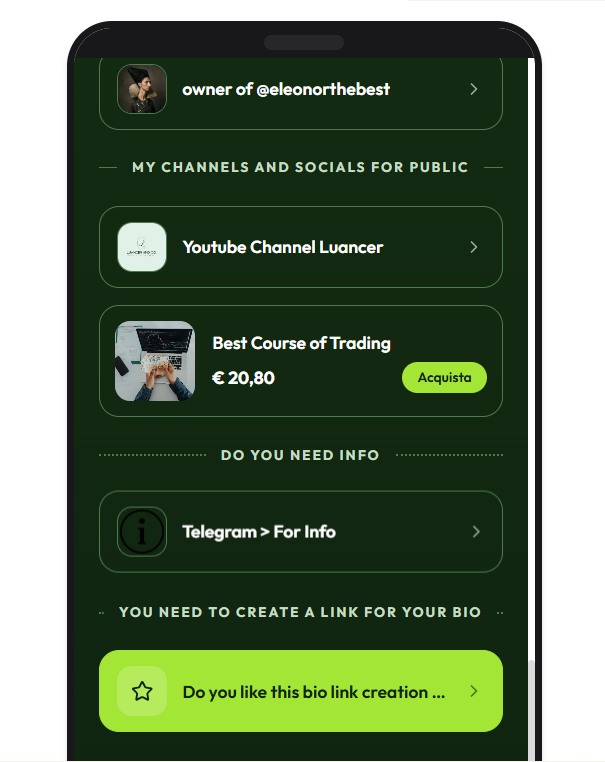 owner of @eleonorthebest
MY CHANNELS AND SOCIALS FOR PUBLIC
Youtube Channel Luancer
Best Course of Trading
€ 20,80
Acquista
DO YOU NEED INFO
Telegram > For Info
YOU NEED TO CREATE A LINK FOR YOUR BIO
Do you like this bio link creation ...